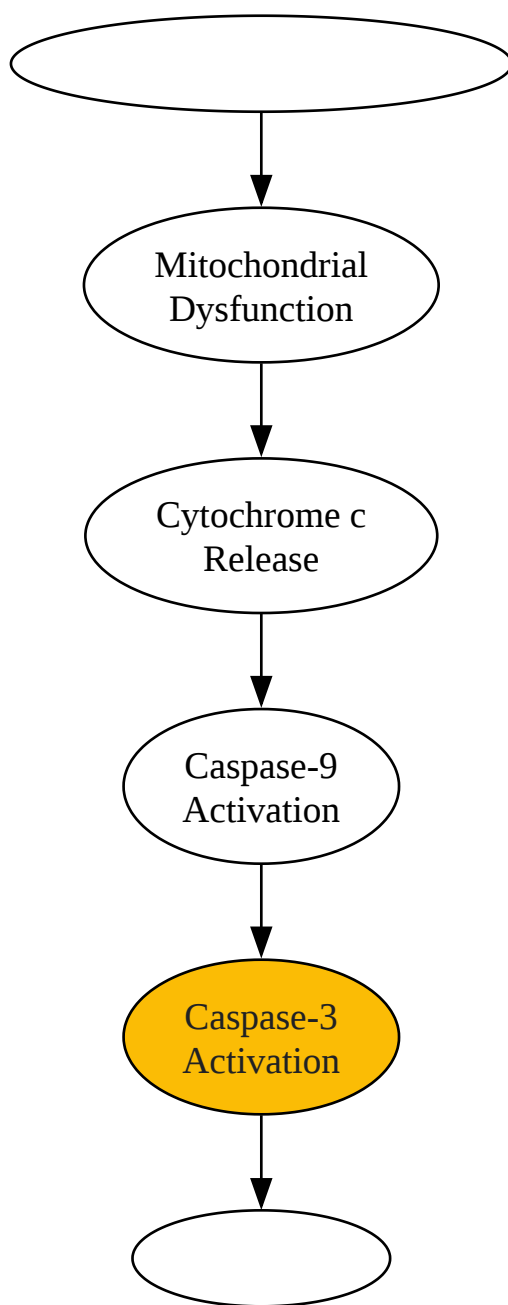 Mitochondrial
Dysfunction
Cytochrome c
Release
Caspase-9
Activation
Caspase-3
Activation